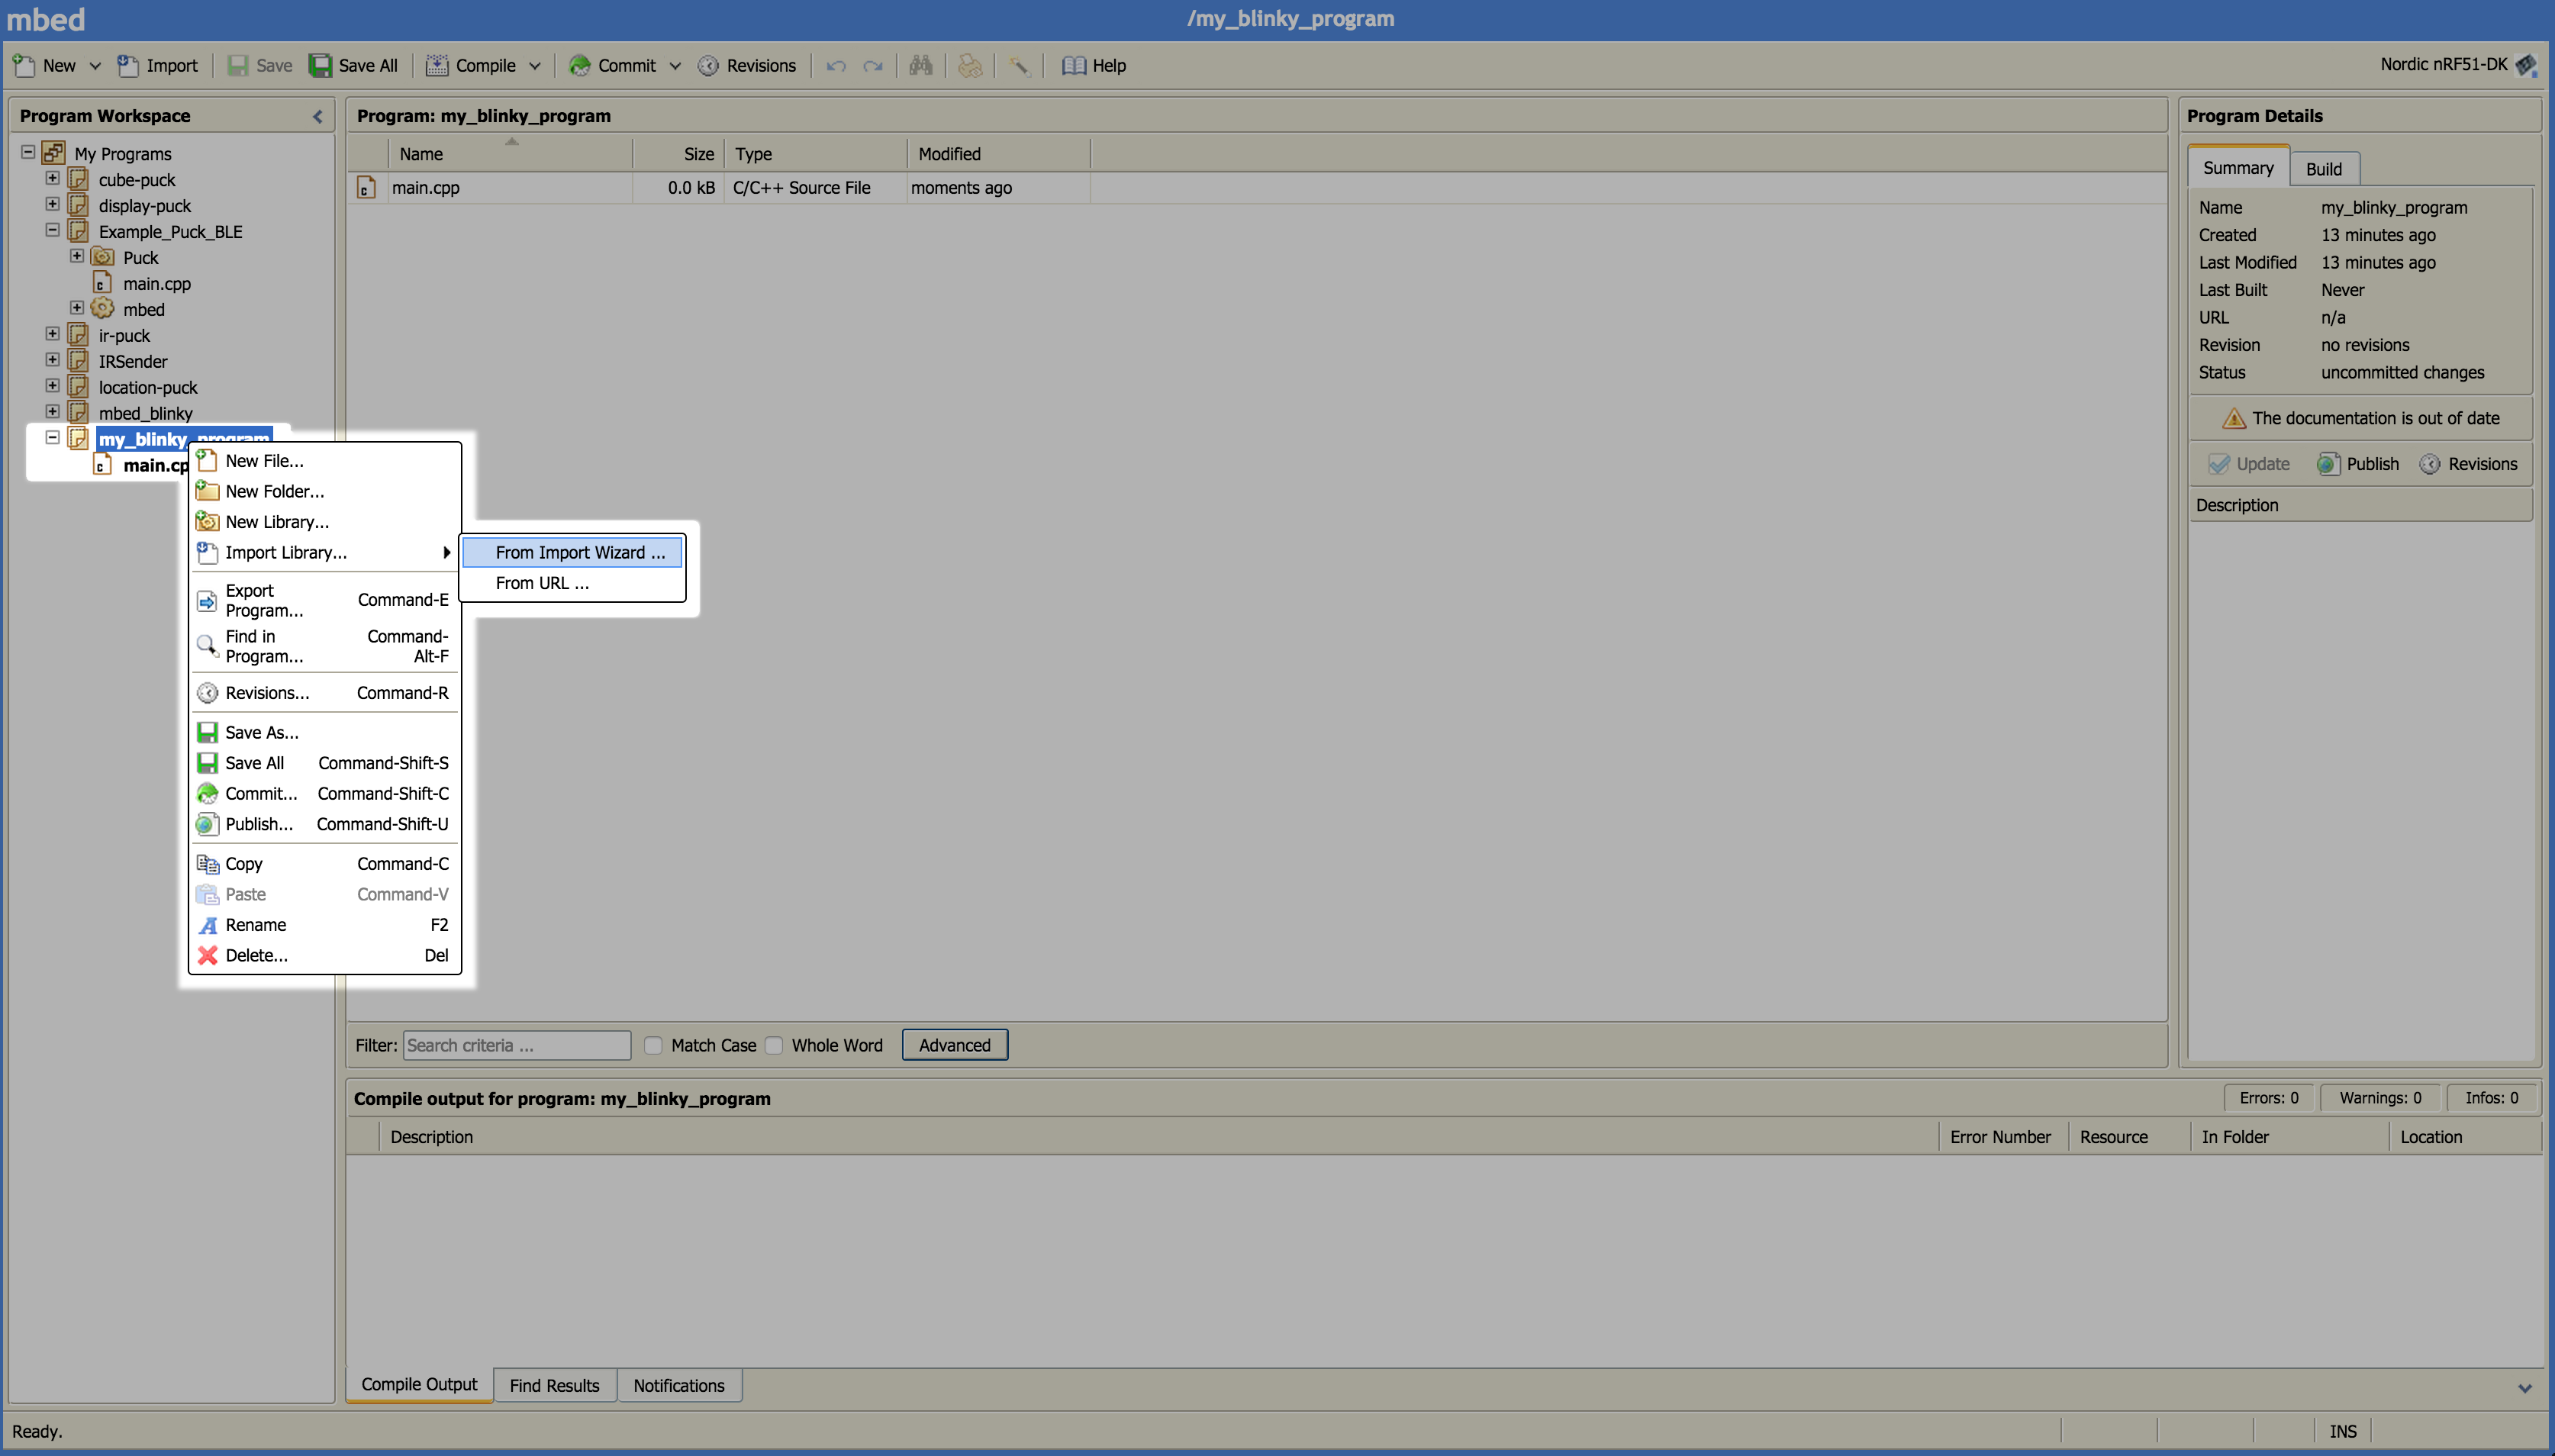 mbed
/my_blinky_program
New
Import
Save
Save All
Compile
Commit
Revisions
Help
Nordic nRF51-DK
Program Workspace
My Programs
cube-puck
display-puck
Example_Puck_BLE
Puck
main.cpp
mbed
ir-puck
IRSender
location-puck
mbed_blinky
my_blinky_program
main.cp
New File...
New Folder...
New Library...
Import Library...
From Import Wizard ...
From URL ...
Export Program... Command-E
Find in Program... Command-Alt-F
Revisions... Command-R
Save As...
Save All Command-Shift-S
Commit... Command-Shift-C
Publish... Command-Shift-U
Copy Command-C
Paste Command-V
Rename F2
Delete... Del
Program: my_blinky_program
Name Size Type Modified
main.cpp 0.0 kB C/C++ Source File moments ago
Filter: Search criteria ... Match Case Whole Word Advanced
Program Details
Summary Build
Name my_blinky_program
Created 13 minutes ago
Last Modified 13 minutes ago
Last Built Never
URL n/a
Revision no revisions
Status uncommitted changes
The documentation is out of date
Update Publish Revisions
Description
Compile output for program: my_blinky_program
Errors: 0 Warnings: 0 Infos: 0
Description Error Number Resource In Folder Location
Compile Output Find Results Notifications
Ready.
INS